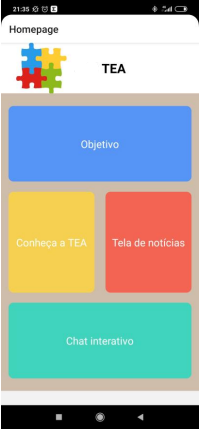 21:35
Homepage
TEA
Objetivo
Conheça a TEA
Tela de notícias
Chat interativo